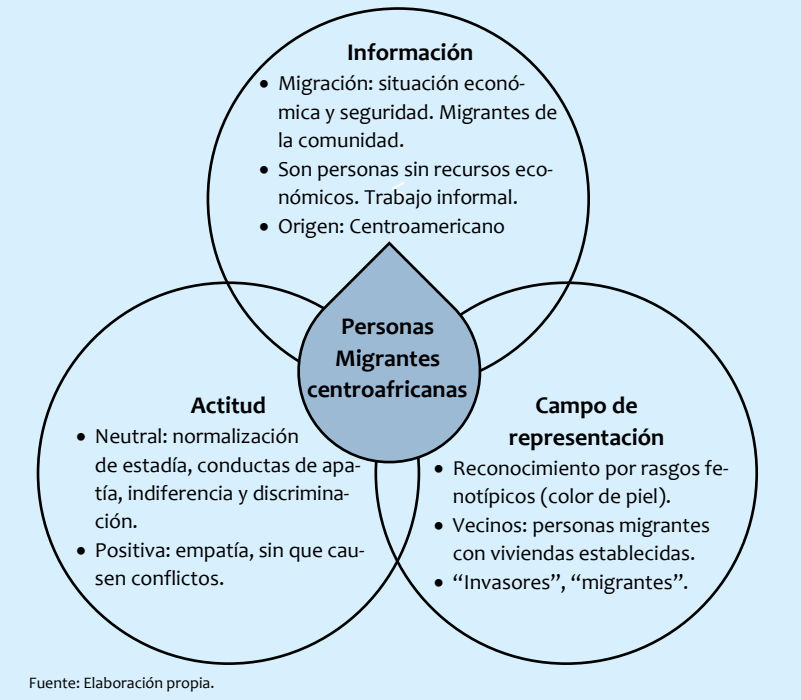 Información
• Migración: situación econó-
mica y seguridad. Migrantes de
la comunidad.
• Son personas sin recursos eco-
nómicos. Trabajo informal.
• Origen: Centroamericano
Personas
Migrantes
centroafricanas
Actitud
• Neutral: normalización
de estadía, conductas de apa-
tía, indiferencia y discrimina-
ción.
• Positiva: empatía, sin que cau-
sen conflictos.
Campo de
representación
• Reconocimiento por rasgos fe-
notípicos (color de piel).
• Vecinos: personas migrantes
con viviendas establecidas.
• “Invasores”, “migrantes”.
Fuente: Elaboración propia.